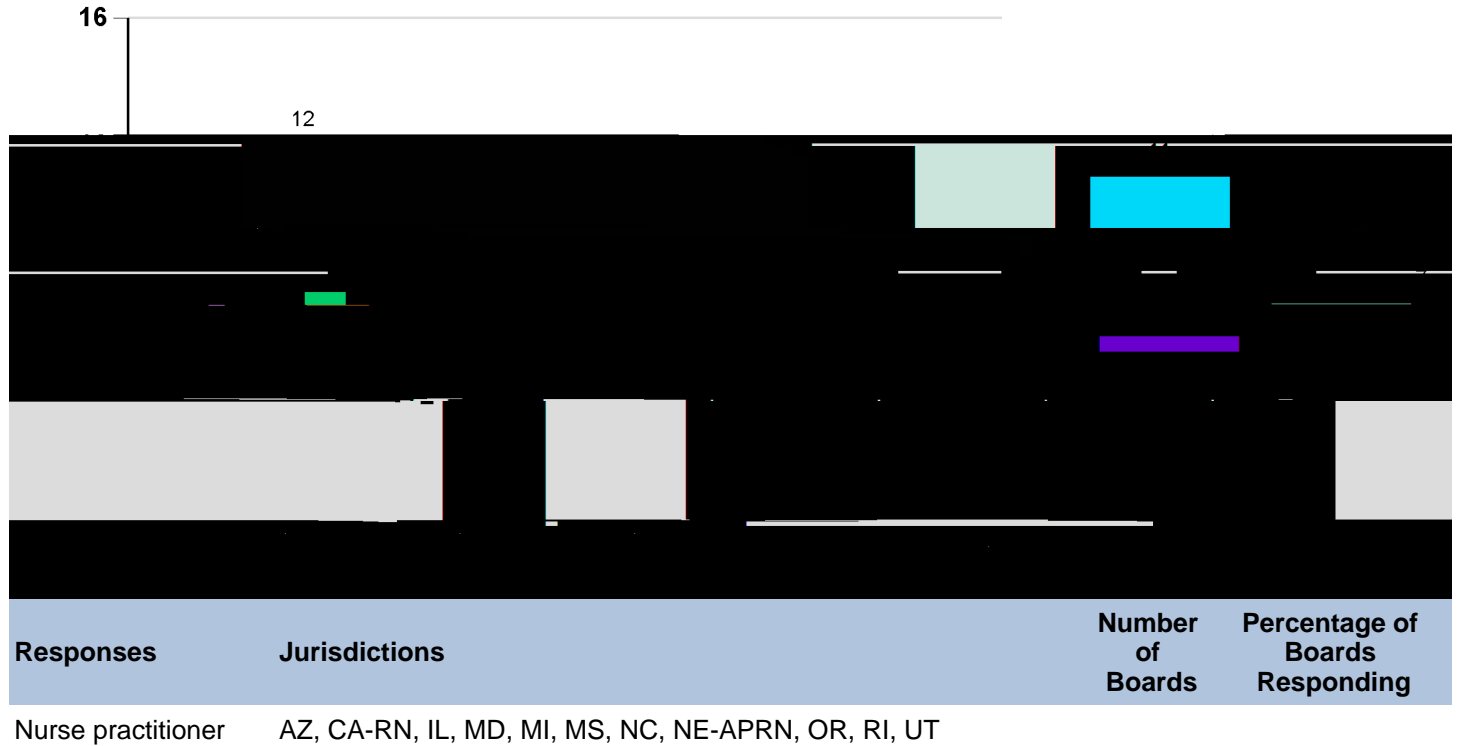 16
12
Responses Jurisdictions Number of Boards Percentage of Boards Responding
Nurse practitioner AZ, CA-RN, IL, MD, MI, MS, NC, NE-APRN, OR, RI, UT